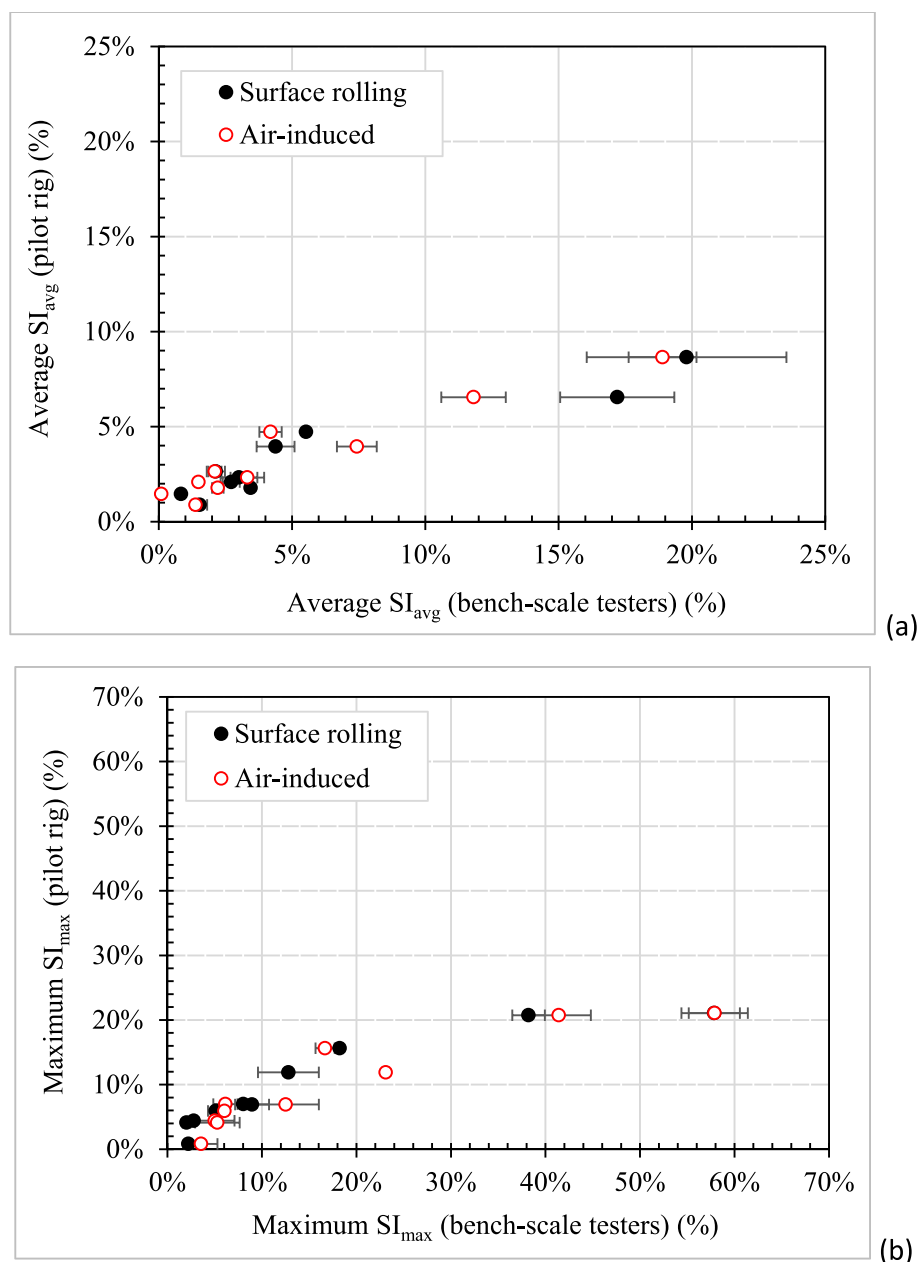 25%
20%
15%
10%
5%
0%
Average SIavg (pilot rig) (%)
Surface rolling
Air-induced
0% 5% 10% 15% 20% 25%
Average SIavg (bench-scale testers) (%)
(a)
70%
60%
50%
40%
30%
20%
10%
0%
Maximum SImax (pilot rig) (%)
Surface rolling
Air-induced
0% 10% 20% 30% 40% 50% 60% 70%
Maximum SImax (bench-scale testers) (%)
(b)